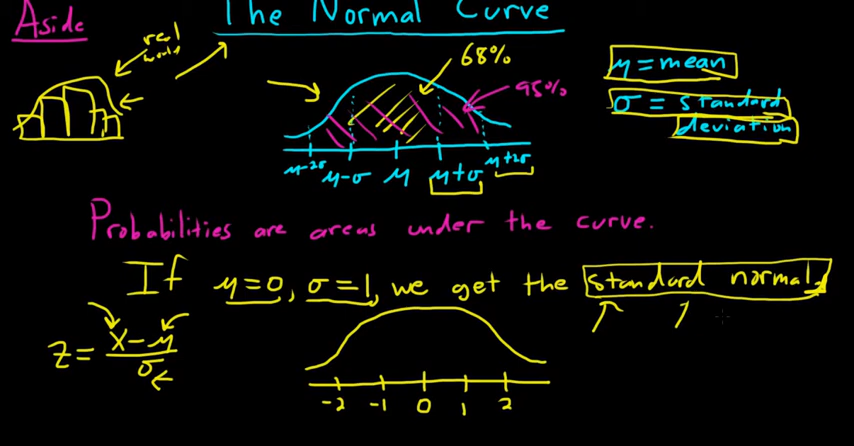 Aside
The Normal Curve
real
world
68%
95%
μ = mean
σ = standard
deviation
μ-2σ μ-σ μ μ+σ μ+2σ
Probabilities are areas under the curve.
If μ=0, σ=1, we get the standard normal.
z = x-μ
σ
-2 -1 0 1 2